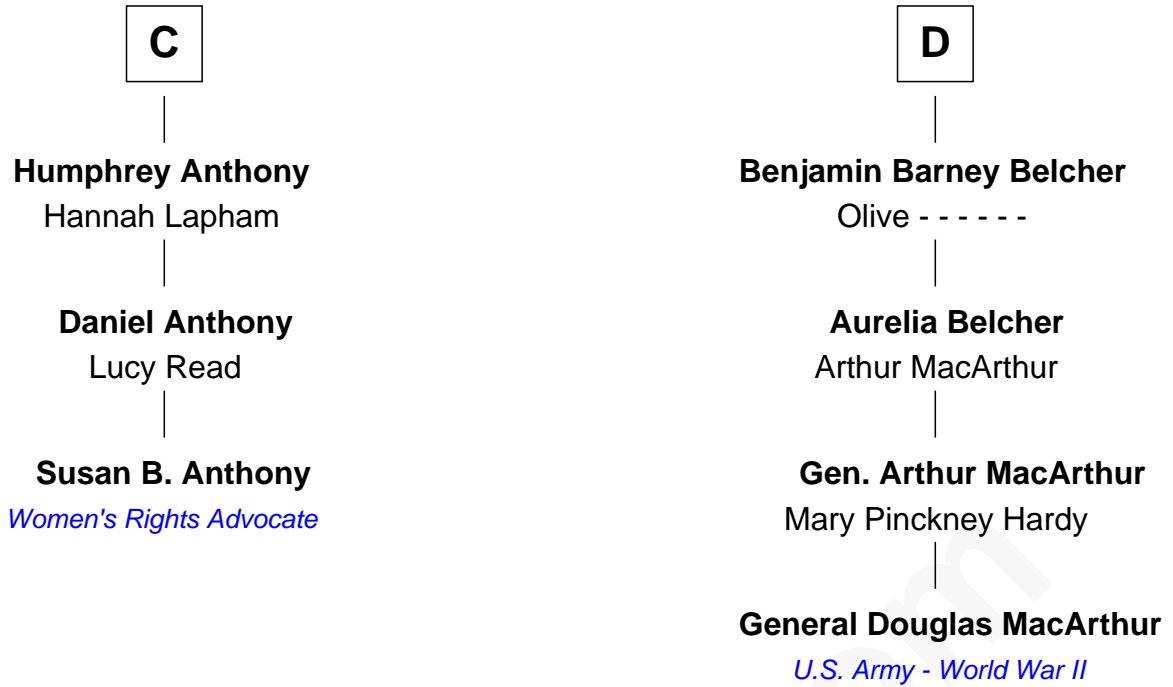 C
Humphrey Anthony
Hannah Lapham
Daniel Anthony
Lucy Read
Susan B. Anthony
Women's Rights Advocate
D
Benjamin Barney Belcher
Olive - - - - - -
Aurelia Belcher
Arthur MacArthur
Gen. Arthur MacArthur
Mary Pinckney Hardy
General Douglas MacArthur
U.S. Army - World War II